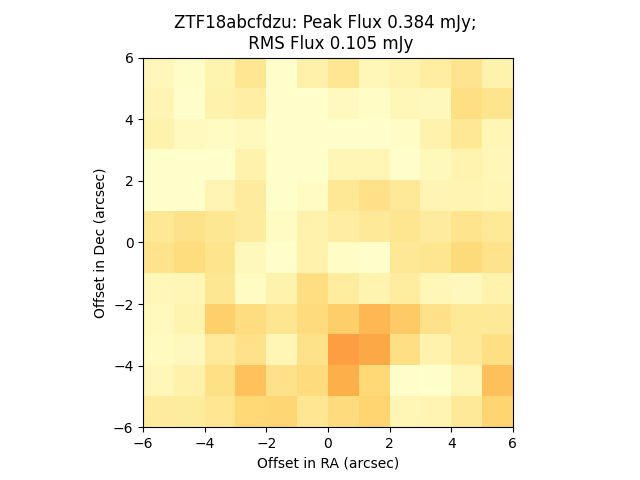 ZTF18abcfdzu: Peak Flux 0.384 mJy;
RMS Flux 0.105 mJy
6
4
2
0
−2
−4
−6
Offset in Dec (arcsec)
−6 −4 −2 0 2 4 6
Offset in RA (arcsec)